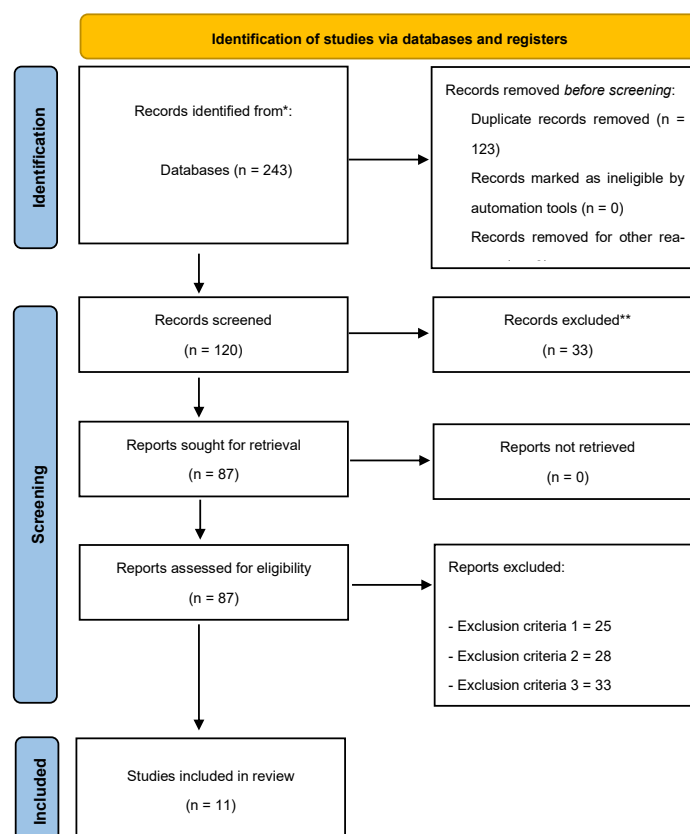 Identification of studies via databases and registers
Identification
Records identified from*:
Databases (n = 243)
Records removed before screening:
Duplicate records removed (n =
123)
Records marked as ineligible by
automation tools (n = 0)
Records removed for other rea-
Screening
Records screened
(n = 120)
Records excluded**
(n = 33)
Reports sought for retrieval
(n = 87)
Reports not retrieved
(n = 0)
Reports assessed for eligibility
(n = 87)
Reports excluded:
- Exclusion criteria 1 = 25
- Exclusion criteria 2 = 28
- Exclusion criteria 3 = 33
Included
Studies included in review
(n = 11)